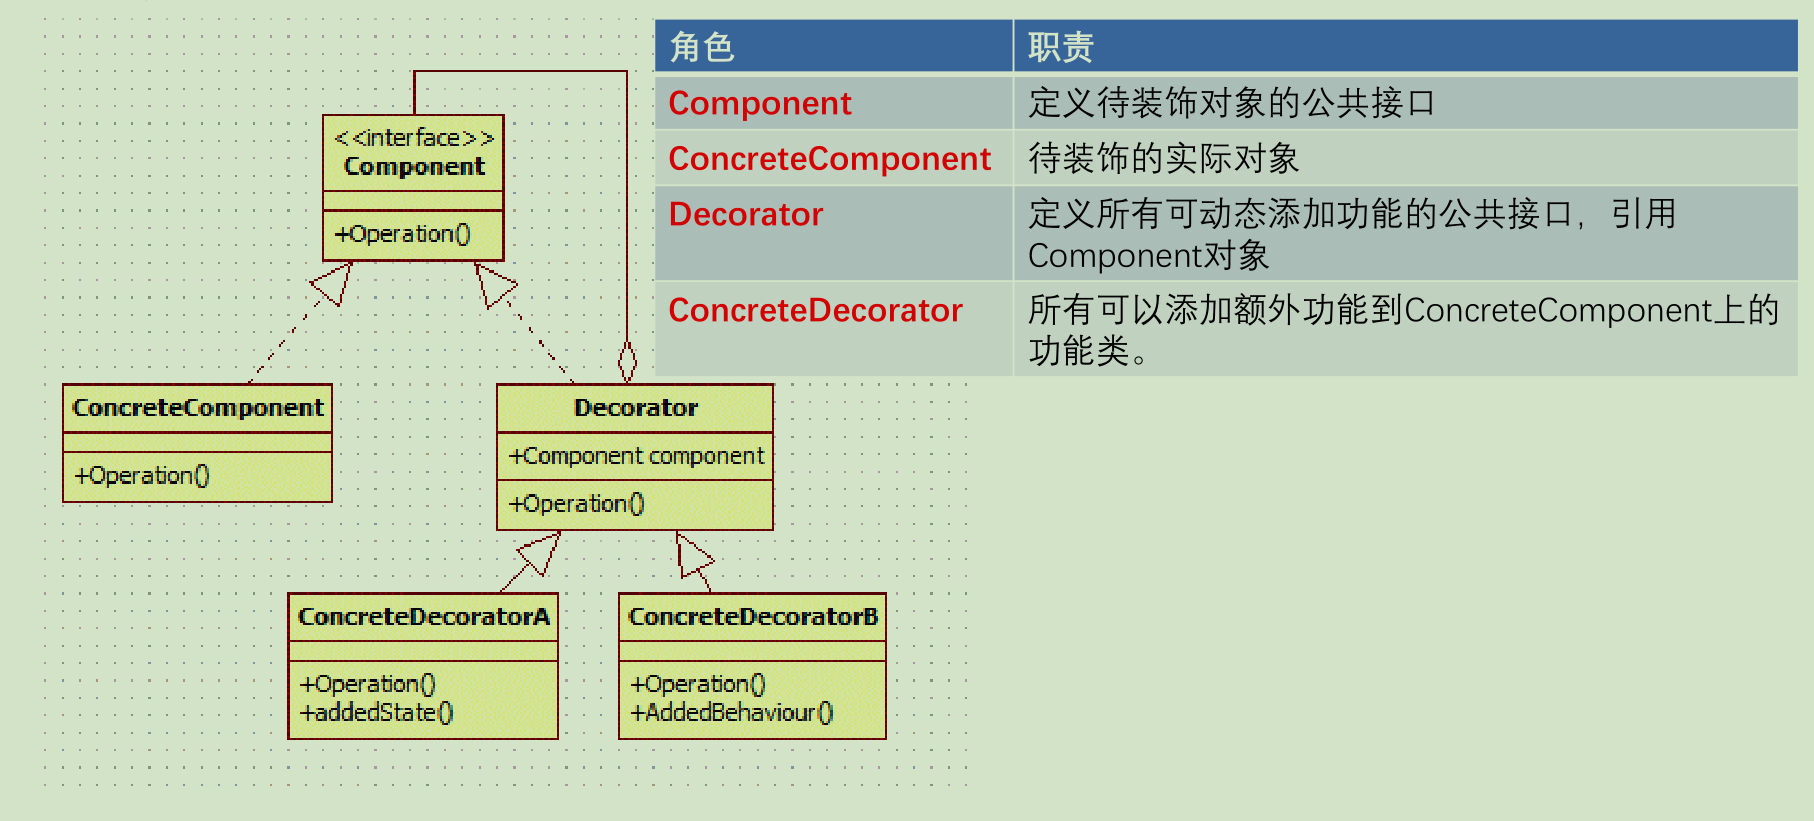 <<interface>>
Component
+Operation()
ConcreteComponent
+Operation()
Decorator
+Component component
+Operation()
ConcreteDecoratorA
+Operation()
+addedState()
ConcreteDecoratorB
+Operation()
+AddedBehaviour()
角色 职责
Component 定义待装饰对象的公共接口
ConcreteComponent 待装饰的实际对象
Decorator 定义所有可动态添加功能的公共接口，引用
Component对象
ConcreteDecorator 所有可以添加额外功能到ConcreteComponent上的
功能类。